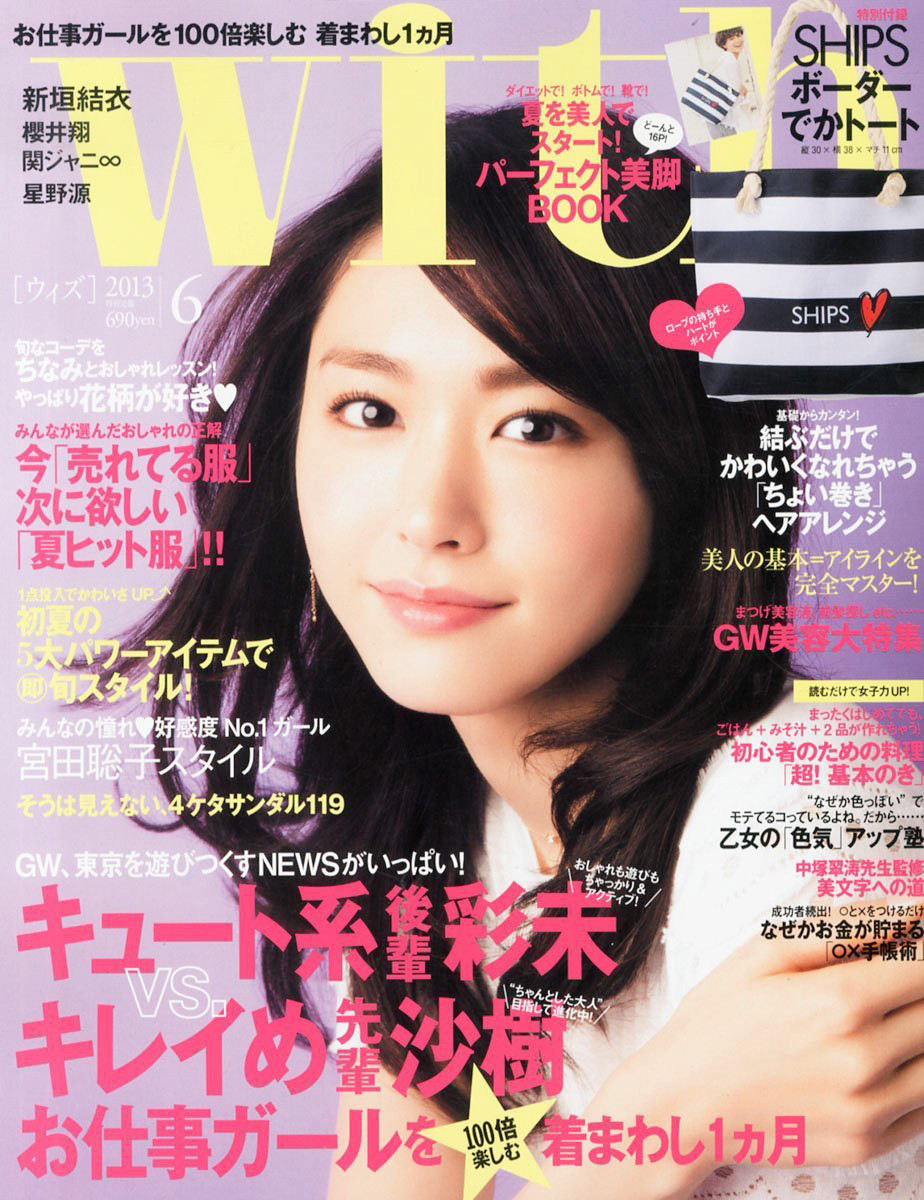 お仕事ガールを100倍楽しむ 着まわし1ヵ月
with
新垣結衣
櫻井翔
関ジャニ∞
星野源
[ウィズ] 2013
特別定価
690yen
6
ダイエットで! ボトムで! 靴で!
夏を美人で
スタート!
どーんと
16P!
パーフェクト美脚
BOOK
特別付録
SHIPS
ボーダー
でかトート
縦30×横38×マチ11cm
SHIPS
ロープの持ち手と
ハートが
ポイント
旬なコーデを
ちなみとおしゃれレッスン!
やっぱり花柄が好き♥
みんなが選んだおしゃれの正解
今「売れてる服」
次に欲しい
「夏ヒット服」!!
1点投入でかわいさUP
初夏の
5大パワーアイテムで
即旬スタイル!
みんなの憧れ♥好感度No.1ガール
宮田聡子スタイル
そうは見えない、4ケタサンダル119
基礎からカンタン!
結ぶだけで
かわいくなれちゃう
「ちょい巻き」
ヘアアレンジ
美人の基本=アイラインを
完全マスター!
まつげ美容液、
etc.……
GW美容大特集
読むだけで女子力UP!
まったくはじめてでも、
ごはん+みそ汁+2品が作れちゃう!
初心者のための料理
「超! 基本のき」
“なぜか色っぽい”で
モテてるコっているよね。だから……
乙女の「色気」アップ塾
中塚翠涛先生監修
美文字への道
成功者続出! ○と×をつけるだけ
なぜかお金が貯まる
「○×手帳術」
GW、東京を遊びつくすNEWSがいっぱい!
おしゃれも遊びも
ちゃっかり&
アクティブ!
キュート系後輩彩未
VS.
“ちゃんとした大人”
目指して進化中!
キレイめ先輩沙樹
お仕事ガールを100倍楽しむ着まわし1ヵ月